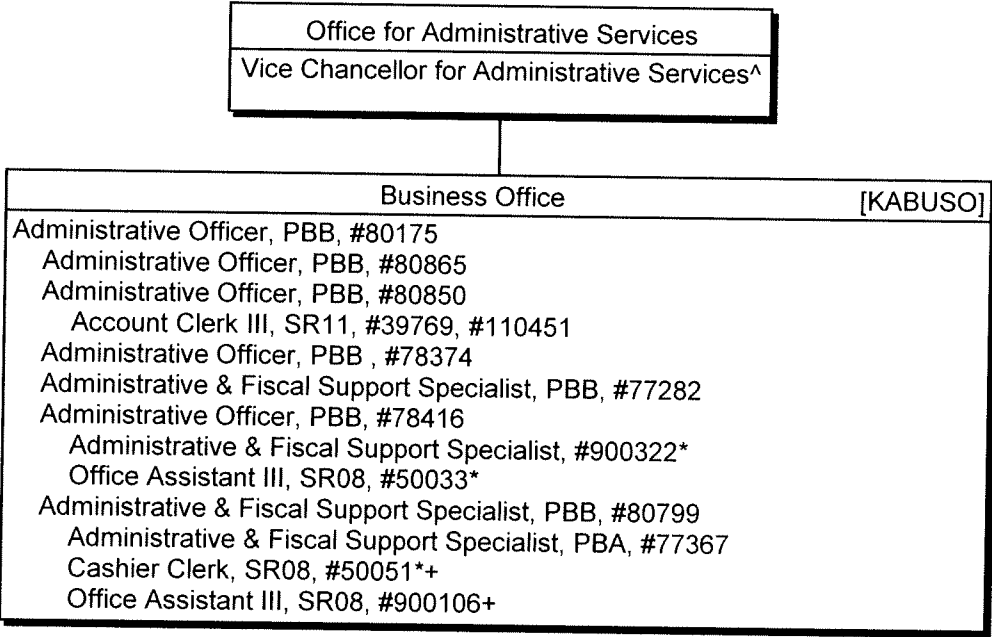 Office for Administrative Services
Vice Chancellor for Administrative Services^
Business Office [KABUSO]
Administrative Officer, PBB, #80175
Administrative Officer, PBB, #80865
Administrative Officer, PBB, #80850
Account Clerk III, SR11, #39769, #110451
Administrative Officer, PBB , #78374
Administrative & Fiscal Support Specialist, PBB, #77282
Administrative Officer, PBB, #78416
Administrative & Fiscal Support Specialist, #900322*
Office Assistant III, SR08, #50033*
Administrative & Fiscal Support Specialist, PBB, #80799
Administrative & Fiscal Support Specialist, PBA, #77367
Cashier Clerk, SR08, #50051*+
Office Assistant III, SR08, #900106+